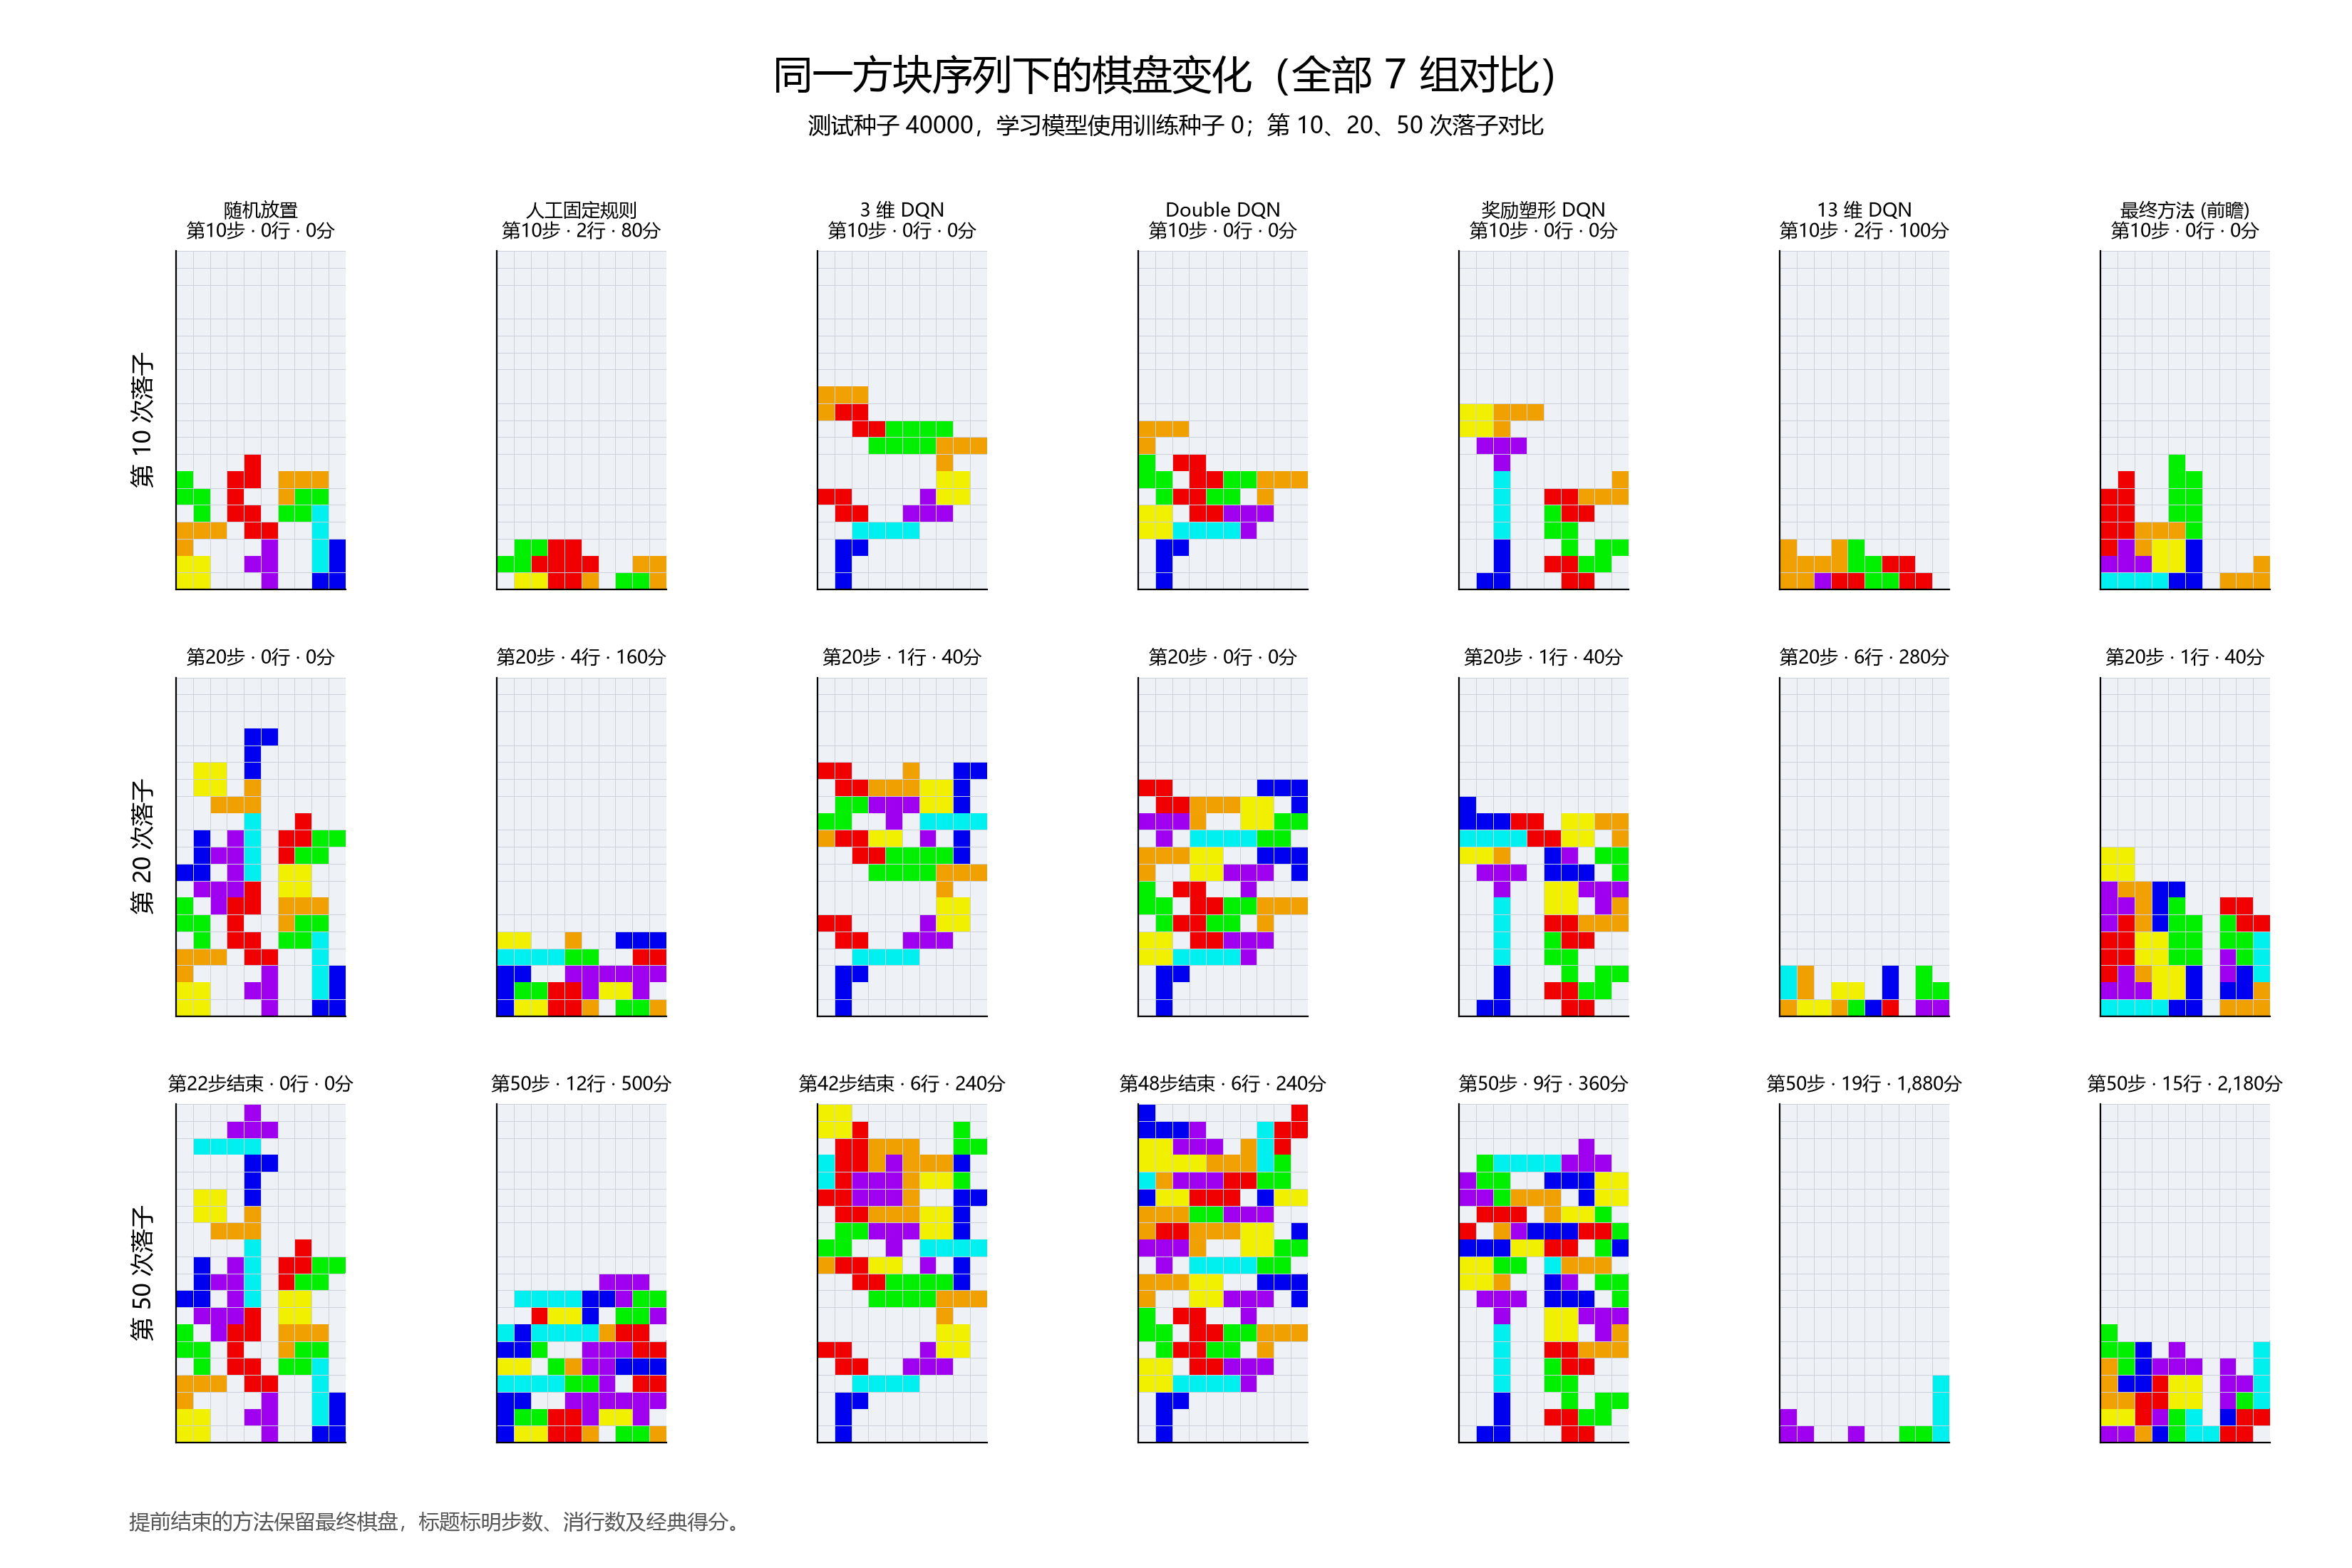 同一方块序列下的棋盘变化（全部 7 组对比）
测试种子 40000，学习模型使用训练种子 0；第 10、20、50 次落子对比
随机放置
第10步 · 0行 · 0分
人工固定规则
第10步 · 2行 · 80分
3 维 DQN
第10步 · 0行 · 0分
Double DQN
第10步 · 0行 · 0分
奖励塑形 DQN
第10步 · 0行 · 0分
13 维 DQN
第10步 · 2行 · 100分
最终方法 (前瞻)
第10步 · 0行 · 0分
第 10 次落子
第20步 · 0行 · 0分
第20步 · 4行 · 160分
第20步 · 1行 · 40分
第20步 · 0行 · 0分
第20步 · 1行 · 40分
第20步 · 6行 · 280分
第20步 · 1行 · 40分
第 20 次落子
第22步结束 · 0行 · 0分
第50步 · 12行 · 500分
第42步结束 · 6行 · 240分
第48步结束 · 6行 · 240分
第50步 · 9行 · 360分
第50步 · 19行 · 1,880分
第50步 · 15行 · 2,180分
第 50 次落子
提前结束的方法保留最终棋盘，标题标明步数、消行数及经典得分。